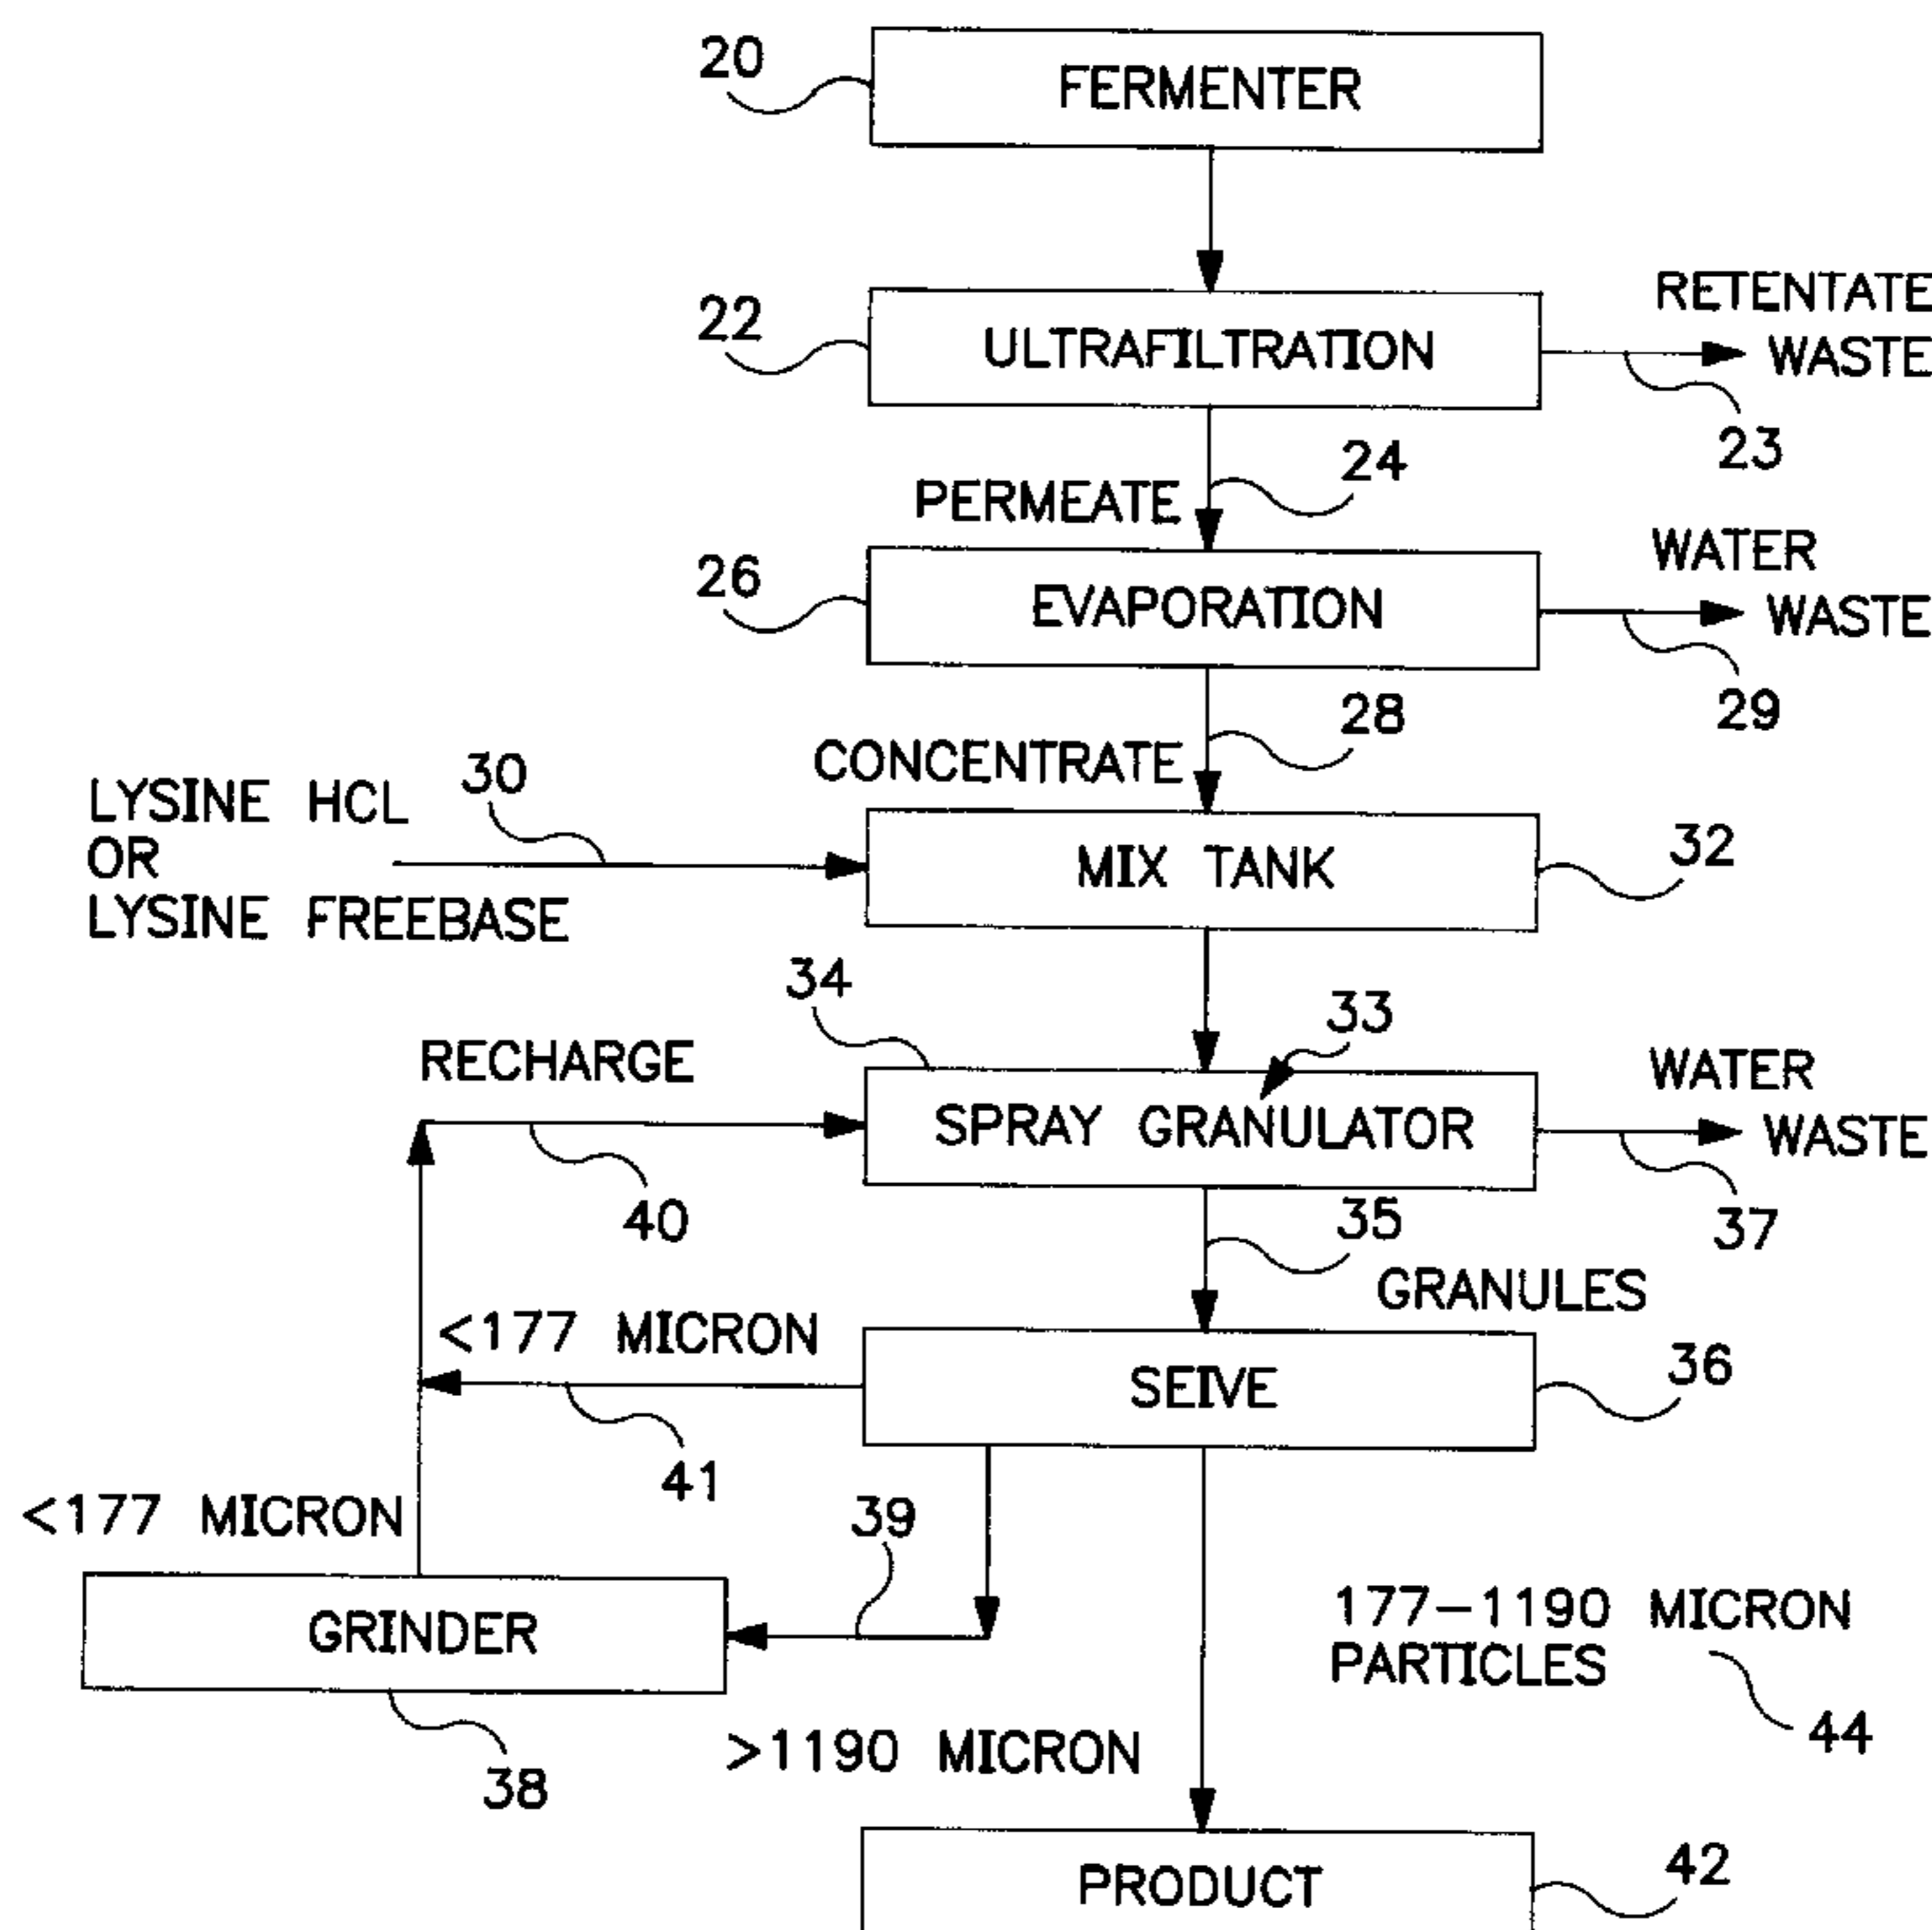 20
FERMENTER
22
ULTRAFILTRATION
RETENTATE
WASTE
23
24
PERMEATE
26
EVAPORATION
WATER
WASTE
29
28
CONCENTRATE
LYSINE HCL
OR
LYSINE FREEBASE
30
MIX TANK
32
34
33
RECHARGE
SPRAY GRANULATOR
WATER
WASTE
40
35
37
GRANULES
<177 MICRON
SEIVE
36
41
<177 MICRON
39
GRINDER
177-1190 MICRON
PARTICLES
44
38
>1190 MICRON
PRODUCT
42